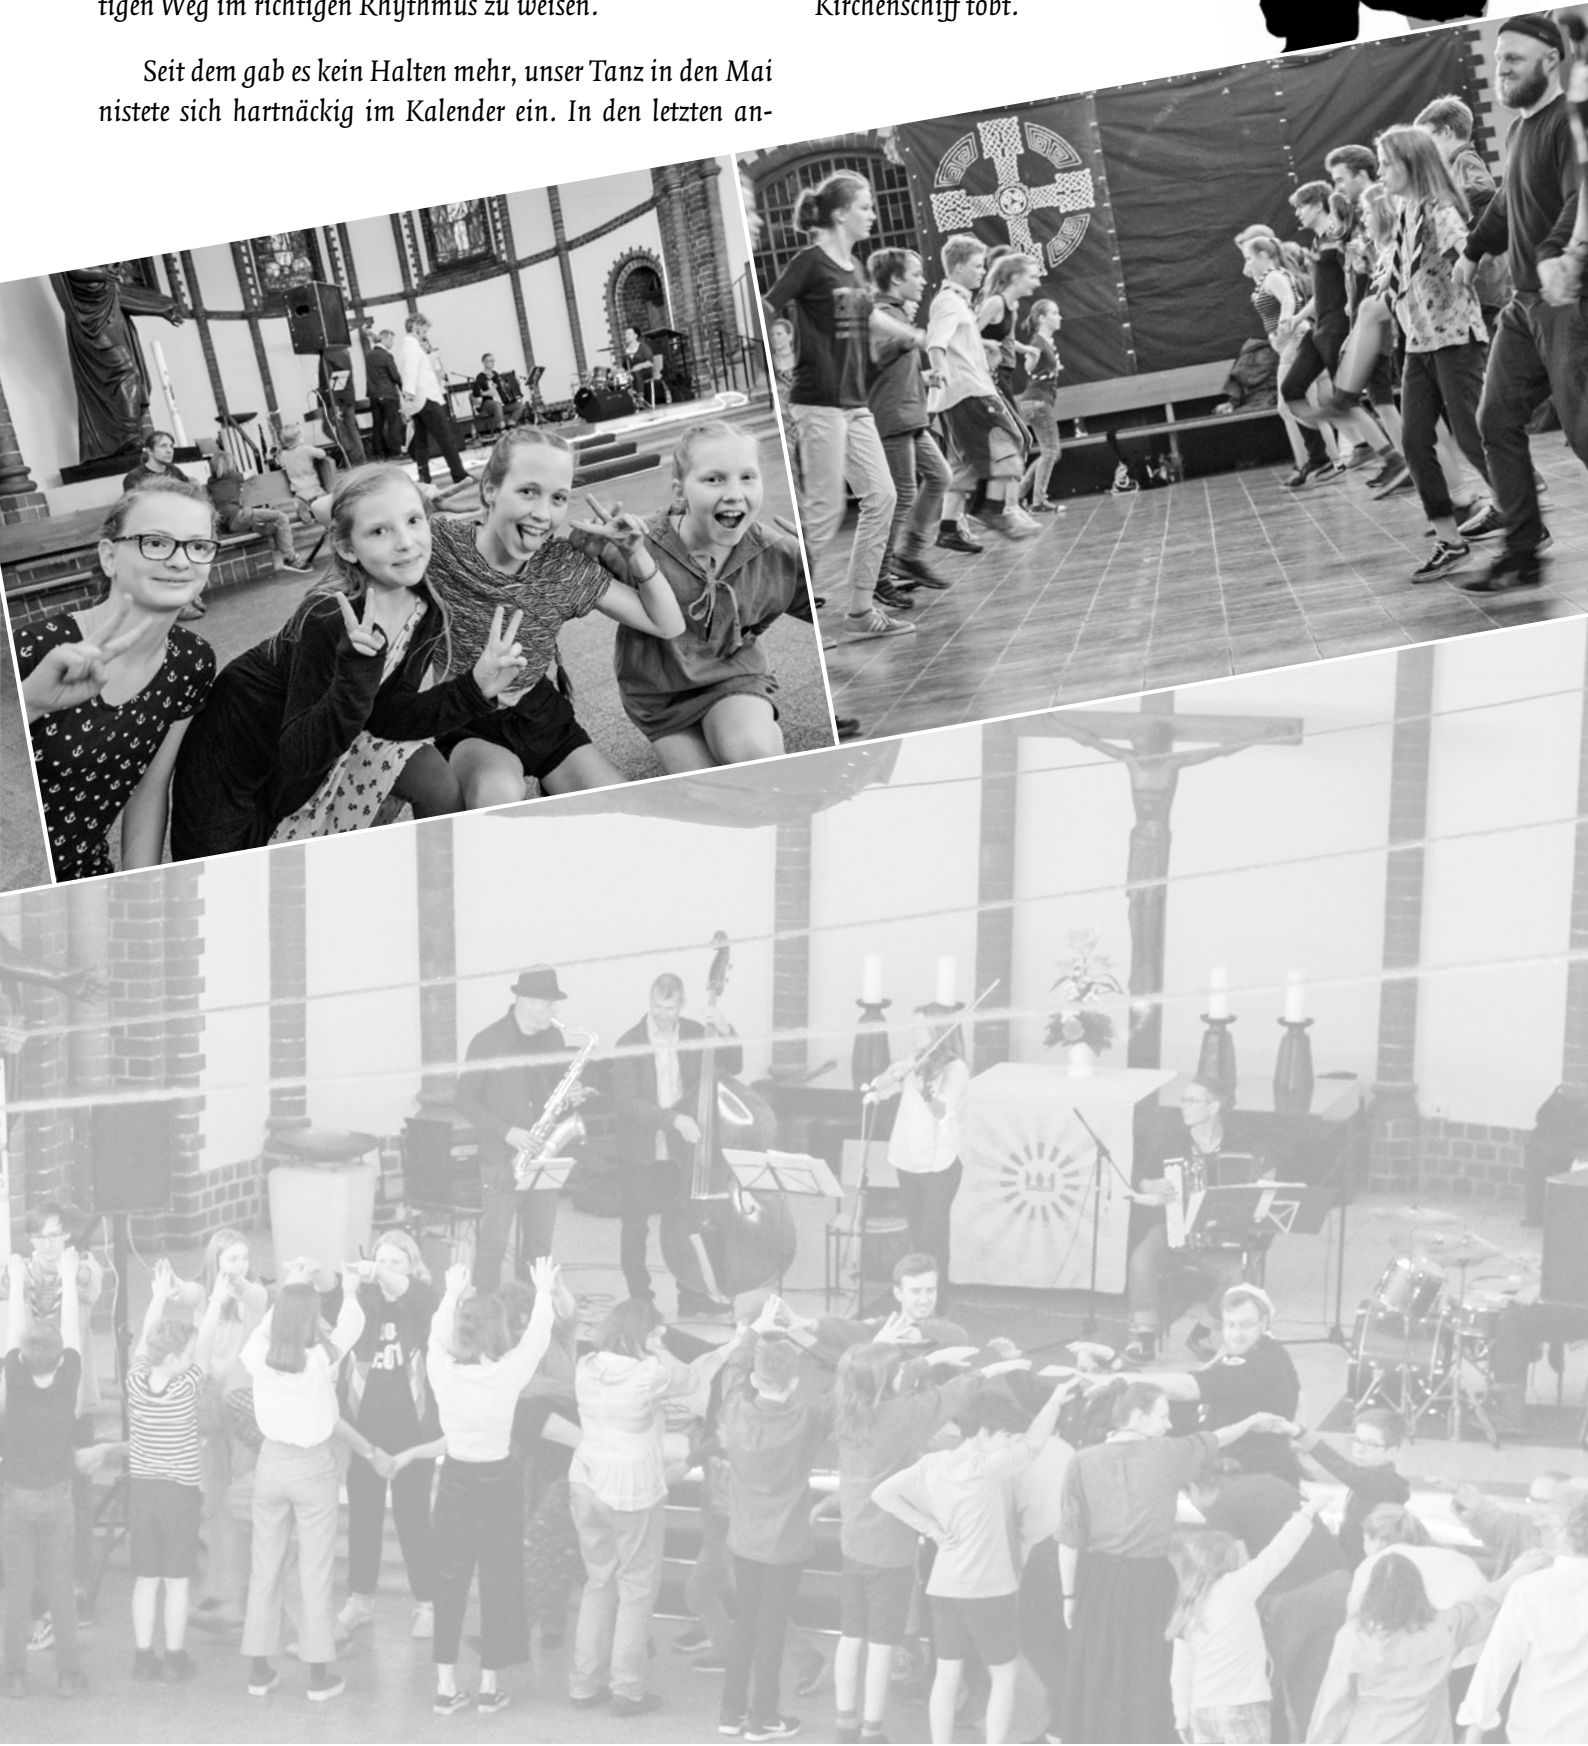 tigen Weg im richtigen Rhythmus zu weisen.
Seit dem gab es kein Halten mehr, unser Tanz in den Mai
nistete sich hartnäckig im Kalender ein. In den letzten an-
Kirchenschiff tobt.